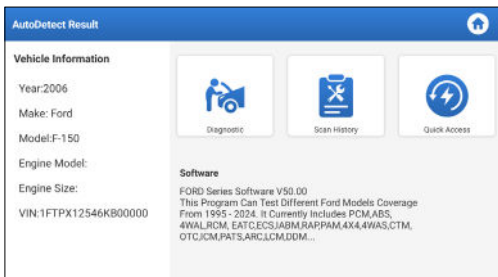 AutoDetect Result
Vehicle Information
Year:2006
Make: Ford
Model:F-150
Engine Model:
Engine Size:
VIN:1FTPX12546KB00000
Diagnostic
Scan History
Quick Access
Software
FORD Series Software V50.00
This Program Can Test Different Ford Models Coverage
From 1995 - 2024. It Currently Includes PCM,ABS,
4WAL,RCM, EATC,ECS,IABM,RAP,PAM,4X4,4WAS,CTM,
OTC,ICM,PATS,ARC,LCM,DDM...